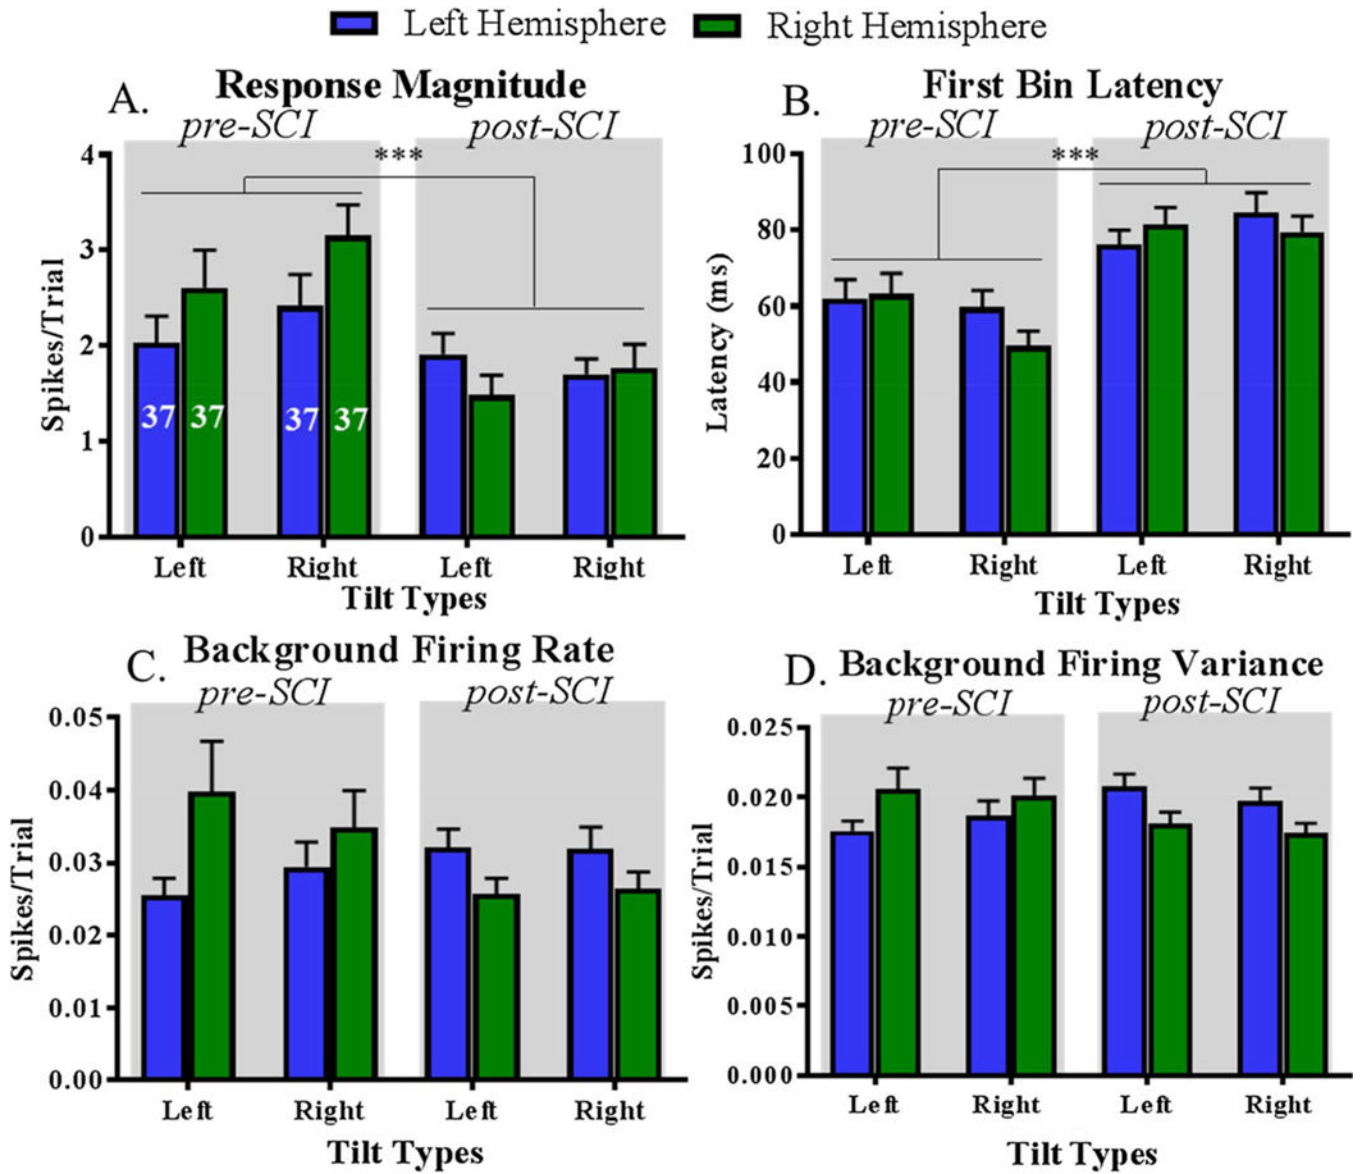 Left Hemisphere Right Hemisphere
A. Response Magnitude
pre-SCI post-SCI
***
4
3
2
1
0
Spikes/Trial
37 37 37 37
Left Right Left Right
Tilt Types
B. First Bin Latency
pre-SCI post-SCI
***
100
80
60
40
20
0
Latency (ms)
Left Right Left Right
Tilt Types
C. Background Firing Rate
pre-SCI post-SCI
0.05
0.04
0.03
0.02
0.01
0.00
Spikes/Trial
Left Right Left Right
Tilt Types
D. Background Firing Variance
pre-SCI post-SCI
0.025
0.020
0.015
0.010
0.005
0.000
Spikes/Trial
Left Right Left Right
Tilt Types